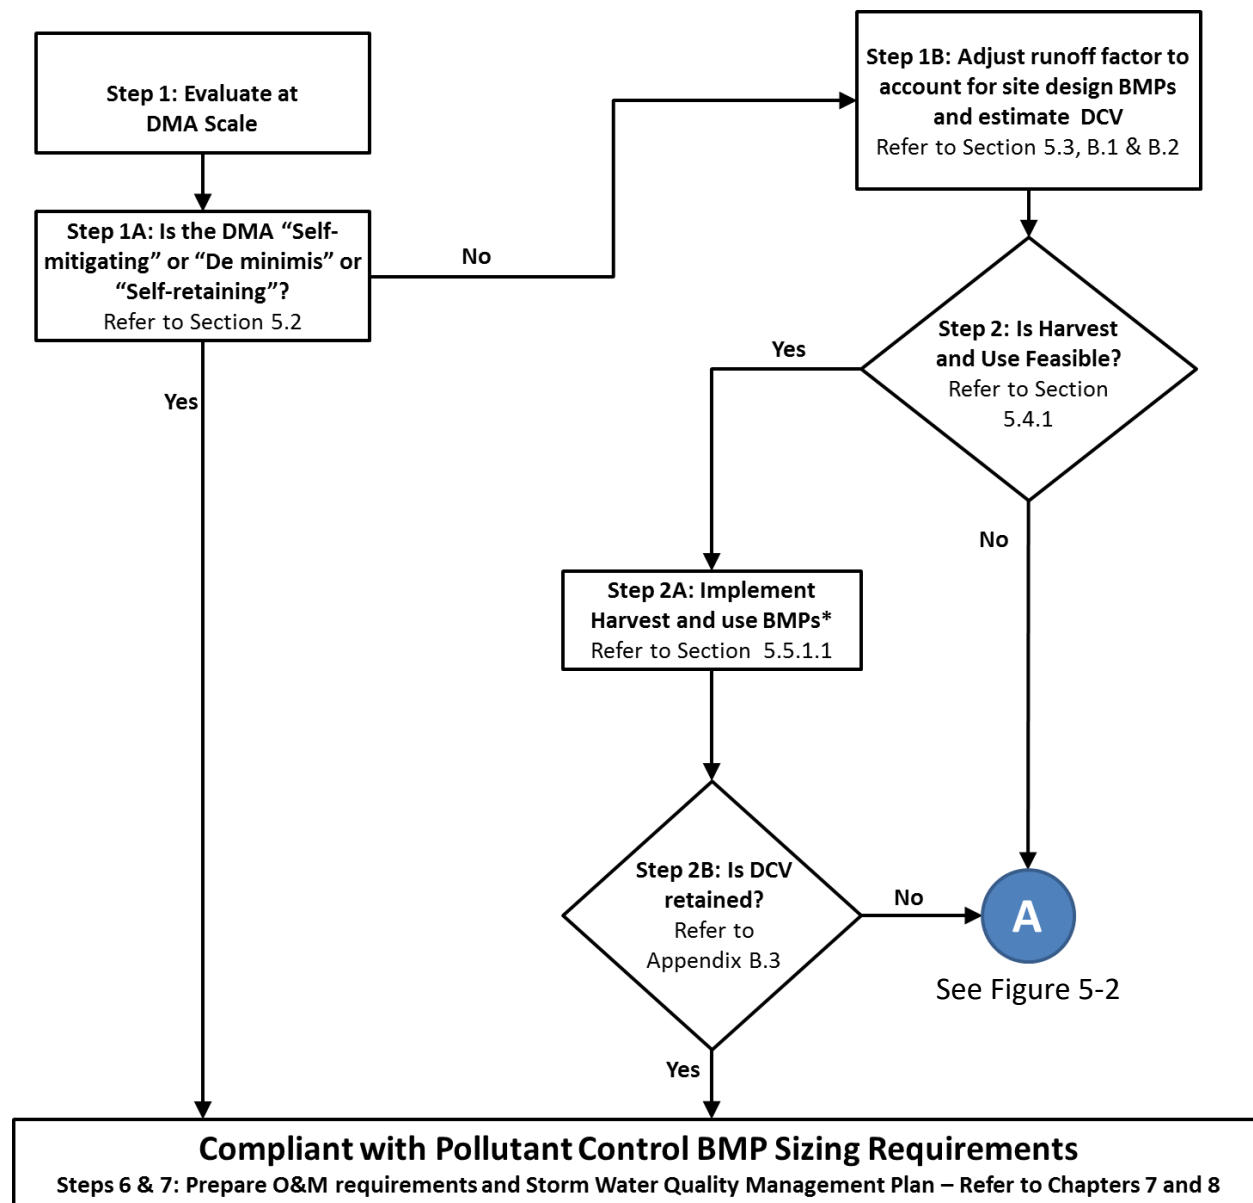 Step 1: Evaluate at
DMA Scale
Step 1A: Is the DMA “Self-
mitigating” or “De minimis” or
“Self-retaining”?
Refer to Section 5.2
No
Yes
Step 1B: Adjust runoff factor to
account for site design BMPs
and estimate DCV
Refer to Section 5.3, B.1 & B.2
Step 2: Is Harvest
and Use Feasible?
Refer to Section
5.4.1
Yes
No
Step 2A: Implement
Harvest and use BMPs*
Refer to Section 5.5.1.1
Step 2B: Is DCV
retained?
Refer to
Appendix B.3
No
A
See Figure 5-2
Yes
Compliant with Pollutant Control BMP Sizing Requirements
Steps 6 & 7: Prepare O&M requirements and Storm Water Quality Management Plan – Refer to Chapters 7 and 8